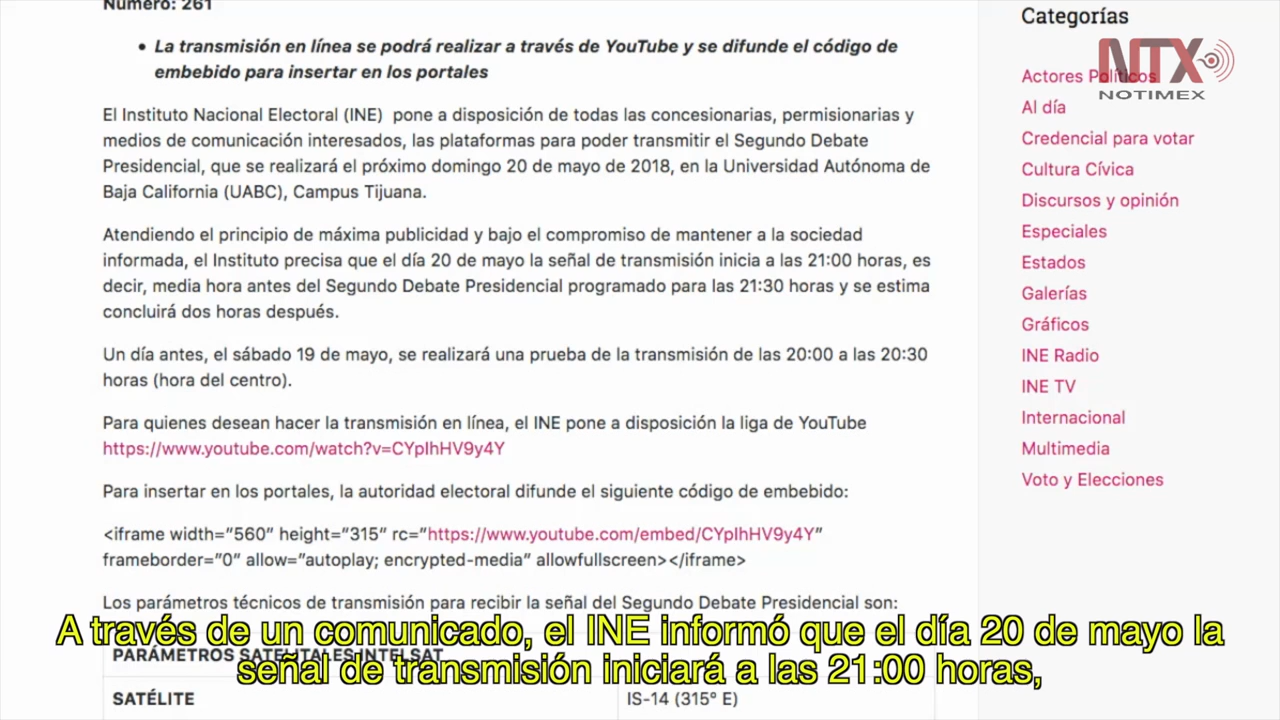 Número: 261
• La transmisión en línea se podrá realizar a través de YouTube y se difunde el código de
embebido para insertar en los portales
El Instituto Nacional Electoral (INE)  pone a disposición de todas las concesionarias, permisionarias y
medios de comunicación interesados, las plataformas para poder transmitir el Segundo Debate
Presidencial, que se realizará el próximo domingo 20 de mayo de 2018, en la Universidad Autónoma de
Baja California (UABC), Campus Tijuana.
Atendiendo el principio de máxima publicidad y bajo el compromiso de mantener a la sociedad
informada, el Instituto precisa que el día 20 de mayo la señal de transmisión inicia a las 21:00 horas, es
decir, media hora antes del Segundo Debate Presidencial programado para las 21:30 horas y se estima
concluirá dos horas después.
Un día antes, el sábado 19 de mayo, se realizará una prueba de la transmisión de las 20:00 a las 20:30
horas (hora del centro).
Para quienes desean hacer la transmisión en línea, el INE pone a disposición la liga de YouTube
https://www.youtube.com/watch?v=CYpIhHV9y4Y
Para insertar en los portales, la autoridad electoral difunde el siguiente código de embebido:
<iframe width=”560” height=”315” rc=”https://www.youtube.com/embed/CYpIhHV9y4Y”
frameborder=”0” allow=”autoplay; encrypted-media” allowfullscreen></iframe>
Los parámetros técnicos de transmisión para recibir la señal del Segundo Debate Presidencial son:
PARÁMETROS SATELITALES INTELSAT
SATÉLITE IS-14 (315° E)
Categorías
Actores Políticos
Al día
Credencial para votar
Cultura Cívica
Discursos y opinión
Especiales
Estados
Galerías
Gráficos
INE Radio
INE TV
Internacional
Multimedia
Voto y Elecciones
NTX
NOTIMEX
A través de un comunicado, el INE informó que el día 20 de mayo la
señal de transmisión iniciará a las 21:00 horas,